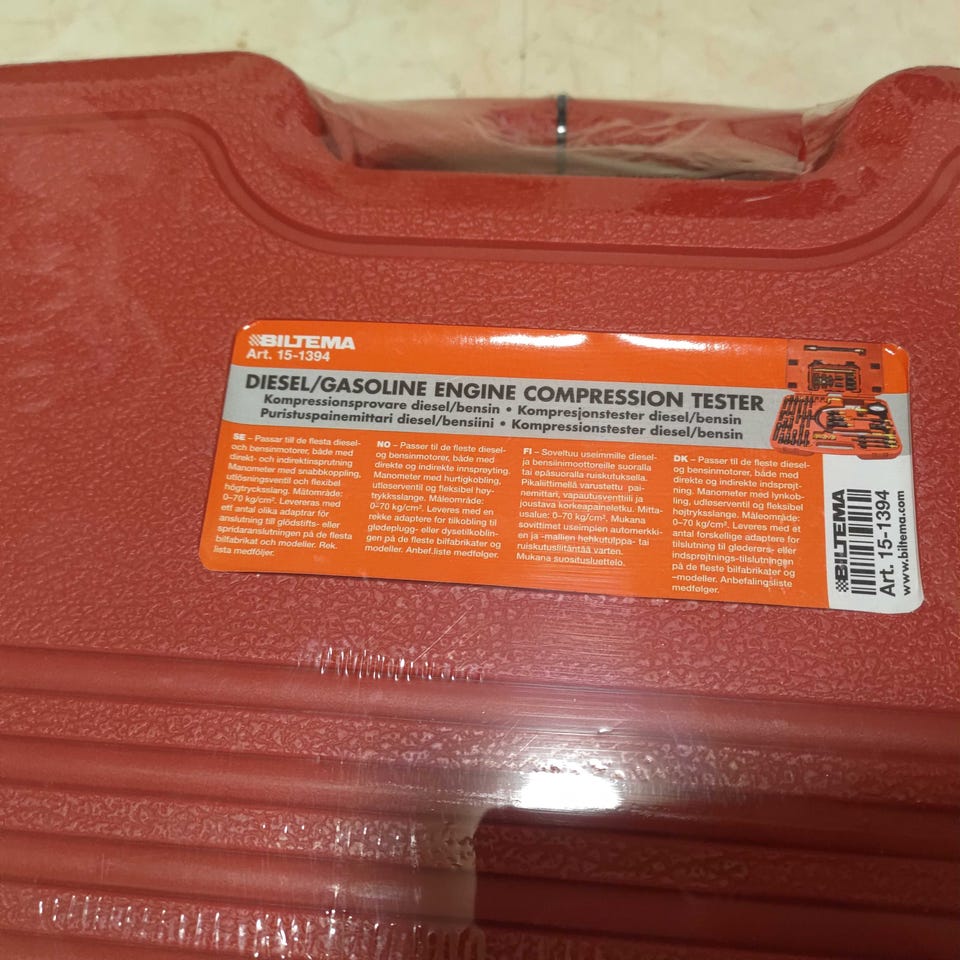 BILTEMA
Art. 15-1394
DIESEL/GASOLINE ENGINE COMPRESSION TESTER
Kompressionsprovare diesel/bensin • Kompresjonstester diesel/bensin
Puristuspainemittari diesel/bensiini • Kompressionstester diesel/bensin
SE – Passar till de flesta diesel-
och bensinmotorer, både med
direkt- och indirektinsprutning
Manometer med snabbkoppling,
utlösningsventil och flexibel
högtrycksslang. Mätområde:
0–70 kg/cm². Levereras med
ett antal olika adaptrar för
anslutning till glödstifts- eller
spridaranslutningen på de flesta
bilfabrikat och modeller. Rek.
lista medföljer.
NO – Passer til de fleste diesel-
og bensinmotorer, både med
direkte og indirekte innsprøyting.
Manometer med hurtigkobling,
utløserventil og fleksibel høy-
trykksslange. Måleområde:
0–70 kg/cm². Leveres med en
rekke adaptere for tilkobling til
glødeplugg- eller dysetilkoblin-
gen på de fleste bilfabrikater og
modeller. Anbef.liste medfølger.
FI – Soveltuu useimmille diesel-
ja bensiinimoottoreille suoralla
tai epäsuoralla ruiskutuksella.
Pikaliittimellä varustettu pai-
nemittari, vapautusventtiili ja
joustava korkeapaineletku. Mitta-
usalue: 0-70 kg/cm². Mukana
sovittimet useimpien automerkki-
en ja -mallien hehkutulppa- tai
ruiskutusliitäntää varten.
Mukana suositusluettelo.
DK – Passer til de fleste diesel-
og bensinmotorer, både med
direkte og indirekte indsprøjt-
ning. Manometer med lynkob-
ling, udløserventil og fleksibel
højtryksslange. Måleområde:
0–70 kg/cm². Leveres med et
antal forskellige adaptere for
tilslutning til gløderørs- eller
indsprøjtnings-tilslutningen
på de fleste bilfabrikater og
–modeller. Anbefalingsliste
medfølger.
BILTEMA
Art. 15-1394
www.biltema.com